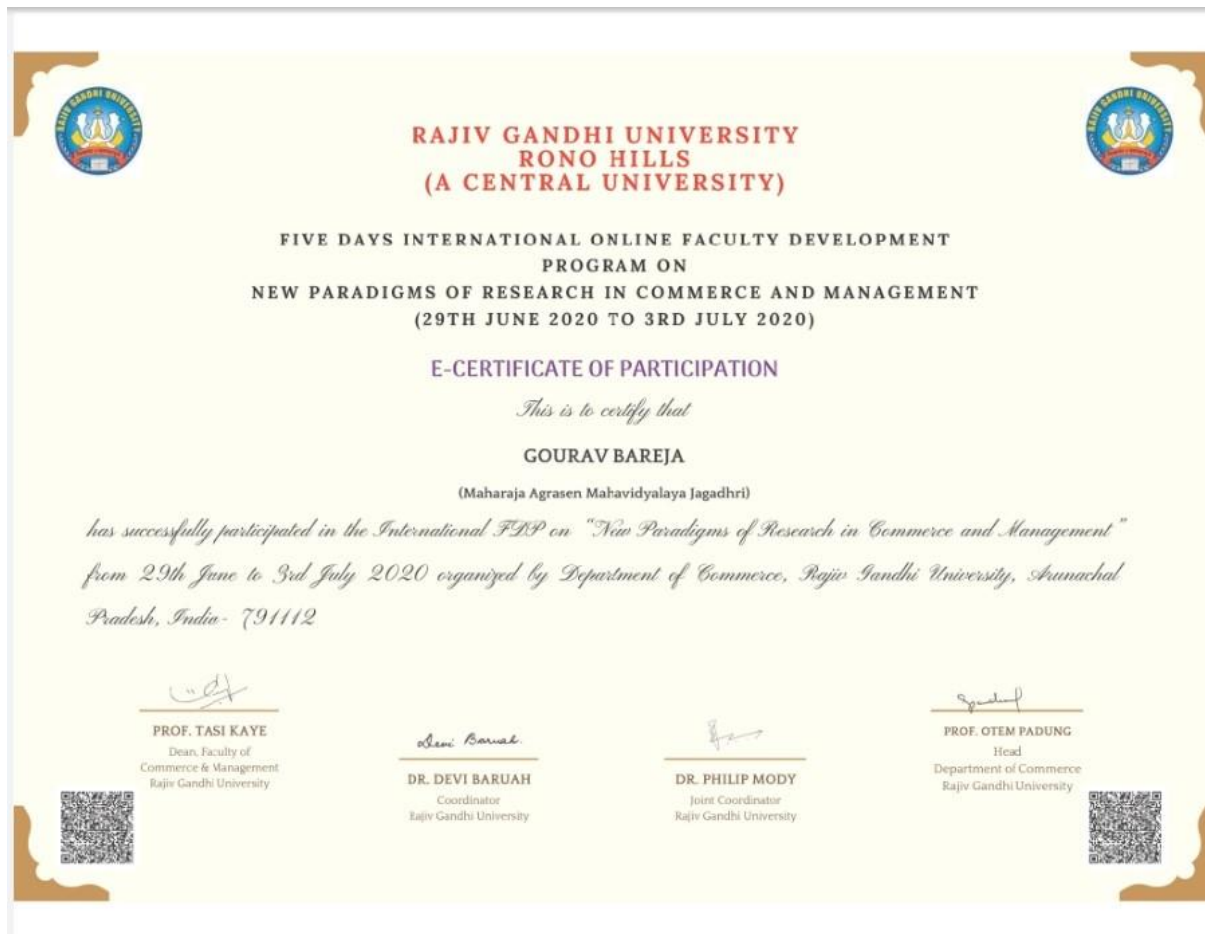 RAJIV GANDHI UNIVERSITY
RAJIV GANDHI UNIVERSITY
RAJIV GANDHI UNIVERSITY
RONO HILLS
(A CENTRAL UNIVERSITY)
FIVE DAYS INTERNATIONAL ONLINE FACULTY DEVELOPMENT
PROGRAM ON
NEW PARADIGMS OF RESEARCH IN COMMERCE AND MANAGEMENT
(29TH JUNE 2020 TO 3RD JULY 2020)
E-CERTIFICATE OF PARTICIPATION
This is to certify that
GOURAV BAREJA
(Maharaja Agrasen Mahavidyalaya Jagadhri)
has successfully participated in the International FDP on "New Paradigms of Research in Commerce and Management"
from 29th June to 3rd July 2020 organized by Department of Commerce, Rajiv Gandhi University, Arunachal
Pradesh, India- 791112
PROF. TASI KAYE
Dean, Faculty of
Commerce & Management
Rajiv Gandhi University
Devi Baruah.
DR. DEVI BARUAH
Coordinator
Rajiv Gandhi University
DR. PHILIP MODY
Joint Coordinator
Rajiv Gandhi University
PROF. OTEM PADUNG
Head
Department of Commerce
Rajiv Gandhi University